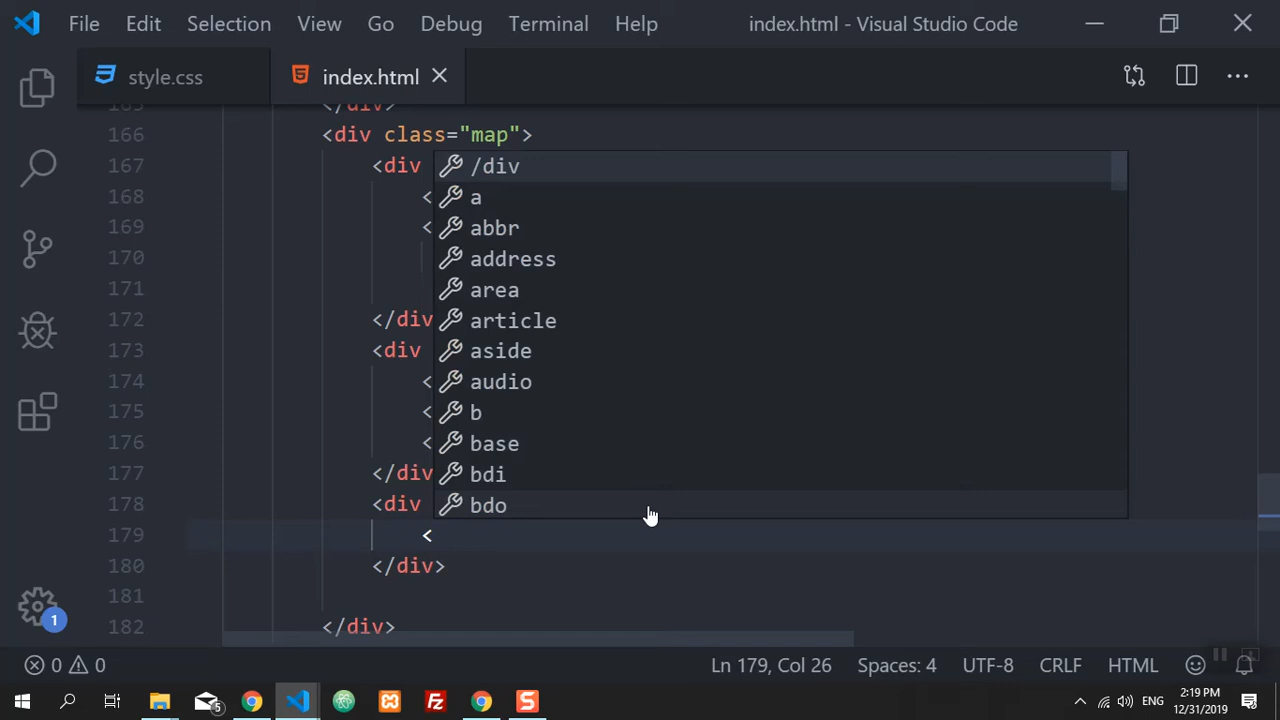 File Edit Selection View Go Debug Terminal Help index.html - Visual Studio Code
style.css index.html
165 </div>
166 <div class="map">
167 <div
168 <
169 <
170
171
172 </div
173 <div
174 <
175 <
176 <
177 </div
178 <div
179 <
180 </div>
181
182 </div>
/div
a
abbr
address
area
article
aside
audio
b
base
bdi
bdo
1
0 0 Ln 179, Col 26 Spaces: 4 UTF-8 CRLF HTML
5 ENG 2:19 PM
12/31/2019